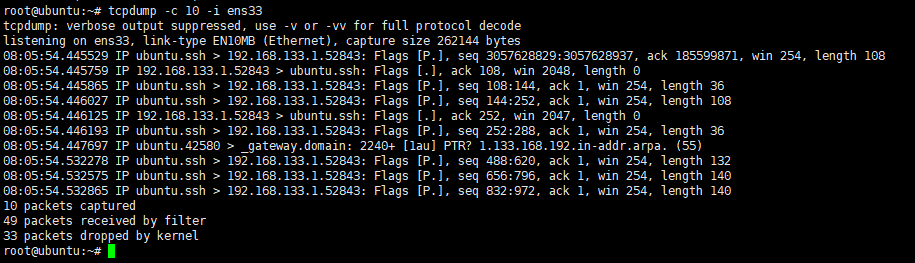 root@ubuntu:~# tcpdump -c 10 -i ens33
tcpdump: verbose output suppressed, use -v or -vv for full protocol decode
listening on ens33, link-type EN10MB (Ethernet), capture size 262144 bytes
08:05:54.445529 IP ubuntu.ssh > 192.168.133.1.52843: Flags [P.], seq 3057628829:3057628937, ack 185599871, win 254, length 108
08:05:54.445759 IP 192.168.133.1.52843 > ubuntu.ssh: Flags [.], ack 108, win 2048, length 0
08:05:54.445865 IP ubuntu.ssh > 192.168.133.1.52843: Flags [P.], seq 108:144, ack 1, win 254, length 36
08:05:54.446027 IP ubuntu.ssh > 192.168.133.1.52843: Flags [P.], seq 144:252, ack 1, win 254, length 108
08:05:54.446125 IP 192.168.133.1.52843 > ubuntu.ssh: Flags [.], ack 252, win 2047, length 0
08:05:54.446193 IP ubuntu.ssh > 192.168.133.1.52843: Flags [P.], seq 252:288, ack 1, win 254, length 36
08:05:54.447697 IP ubuntu.42580 > _gateway.domain: 2240+ [1au] PTR? 1.133.168.192.in-addr.arpa. (55)
08:05:54.532278 IP ubuntu.ssh > 192.168.133.1.52843: Flags [P.], seq 488:620, ack 1, win 254, length 132
08:05:54.532575 IP ubuntu.ssh > 192.168.133.1.52843: Flags [P.], seq 656:796, ack 1, win 254, length 140
08:05:54.532865 IP ubuntu.ssh > 192.168.133.1.52843: Flags [P.], seq 832:972, ack 1, win 254, length 140
10 packets captured
49 packets received by filter
33 packets dropped by kernel
root@ubuntu:~#